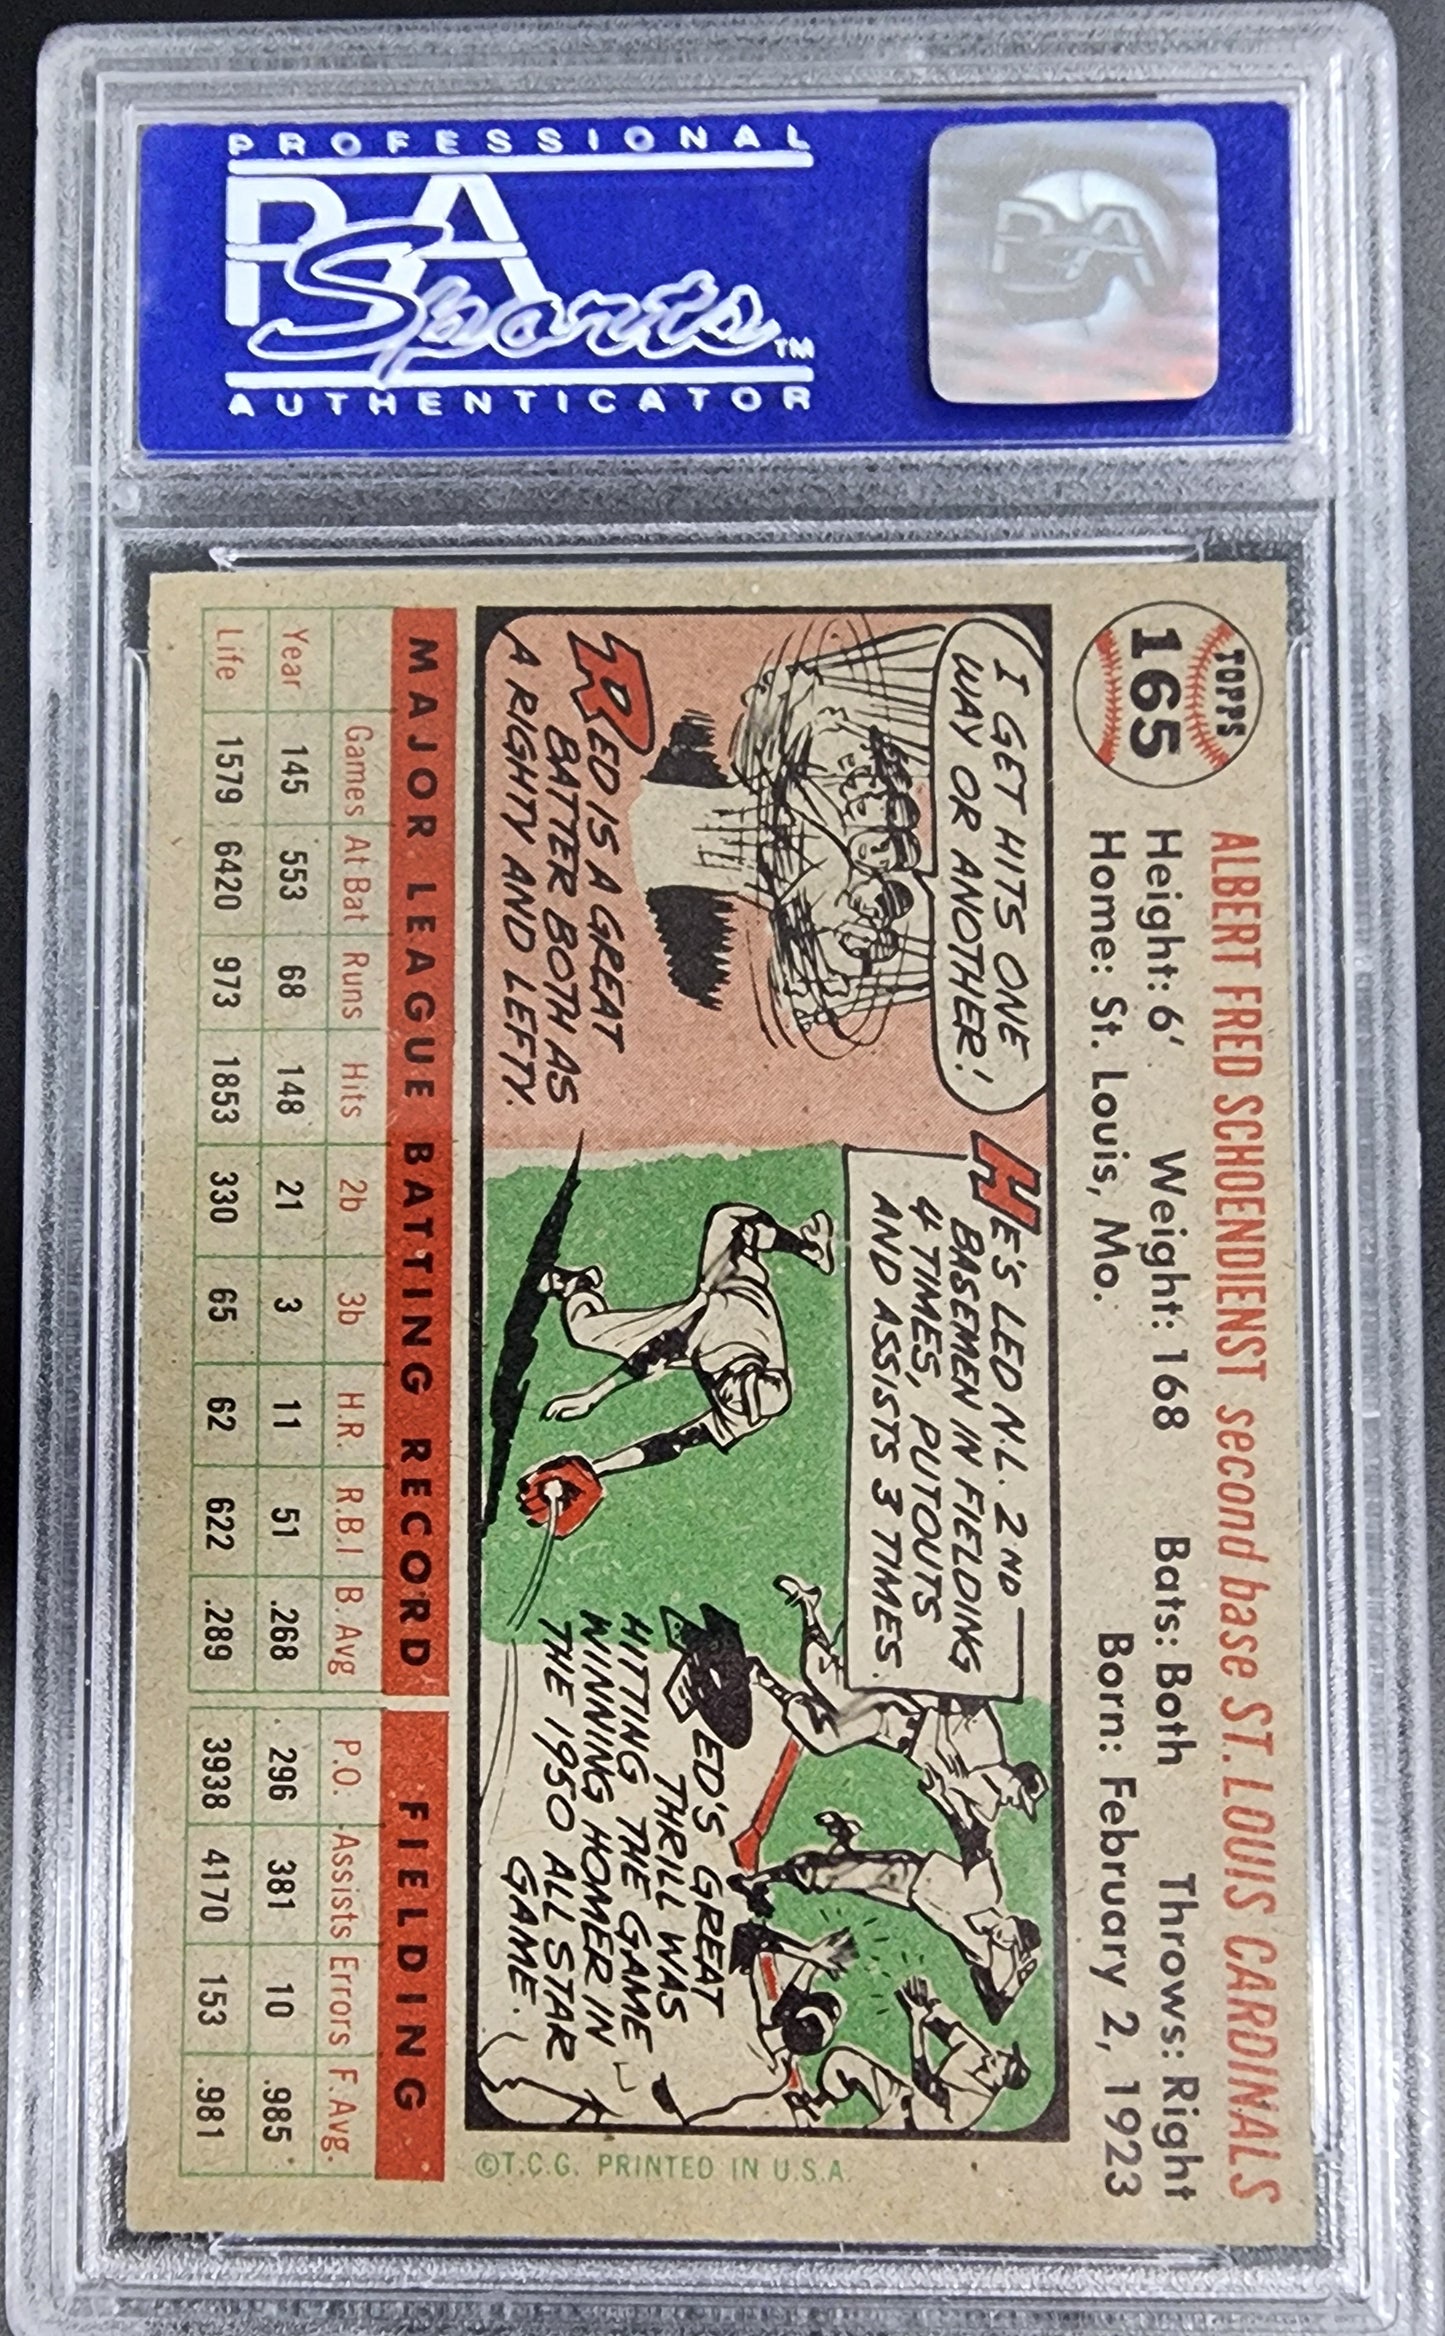 PROFESSIONAL
PSA
Sports™
AUTHENTICATOR
PSA
TOPPS
165
ALBERT FRED SCHOENDIENST second base ST. LOUIS CARDINALS
Height: 6' Weight: 168 Bats: Both Throws: Right
Home: St. Louis, Mo. Born: February 2, 1923
I GET HITS ONE
WAY OR ANOTHER!
RED IS A GREAT
BATTER BOTH AS
A RIGHTY AND LEFTY.
HE'S LED N.L. 2ND
BASEMEN IN FIELDING
4 TIMES, PUTOUTS
AND ASSISTS 3 TIMES.
RED'S GREAT
THRILL WAS
HITTING THE GAME
WINNING HOMER IN
THE 1950 ALL STAR
GAME.
©T.C.G. PRINTED IN U.S.A.
MAJOR LEAGUE BATTING RECORD FIELDING
Games At Bat Runs Hits 2b 3b H.R. R.B.I B. Avg P.O. Assists Errors F. Avg.
Year 145 553 68 148 21 3 11 51 .268 296 381 10 .985
Life 1579 6420 973 1853 330 65 62 622 .289 3938 4170 153 .981